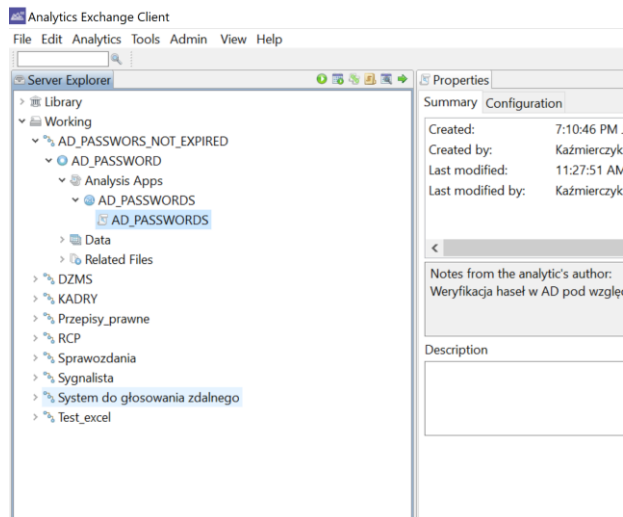 Analytics Exchange Client
File Edit Analytics Tools Admin View Help
Server Explorer
Library
Working
AD_PASSWORS_NOT_EXPIRED
AD_PASSWORD
Analysis Apps
AD_PASSWORDS
AD_PASSWORDS
Data
Related Files
DZMS
KADRY
Przepisy_prawne
RCP
Sprawozdania
Sygnalista
System do głosowania zdalnego
Test_excel
Properties
Summary Configuration
Created: 7:10:46 PM
Created by: Kaźmierczyk
Last modified: 11:27:51 AM
Last modified by: Kaźmierczyk
Notes from the analytic's author:
Weryfikacja haseł w AD pod wzglę
Description